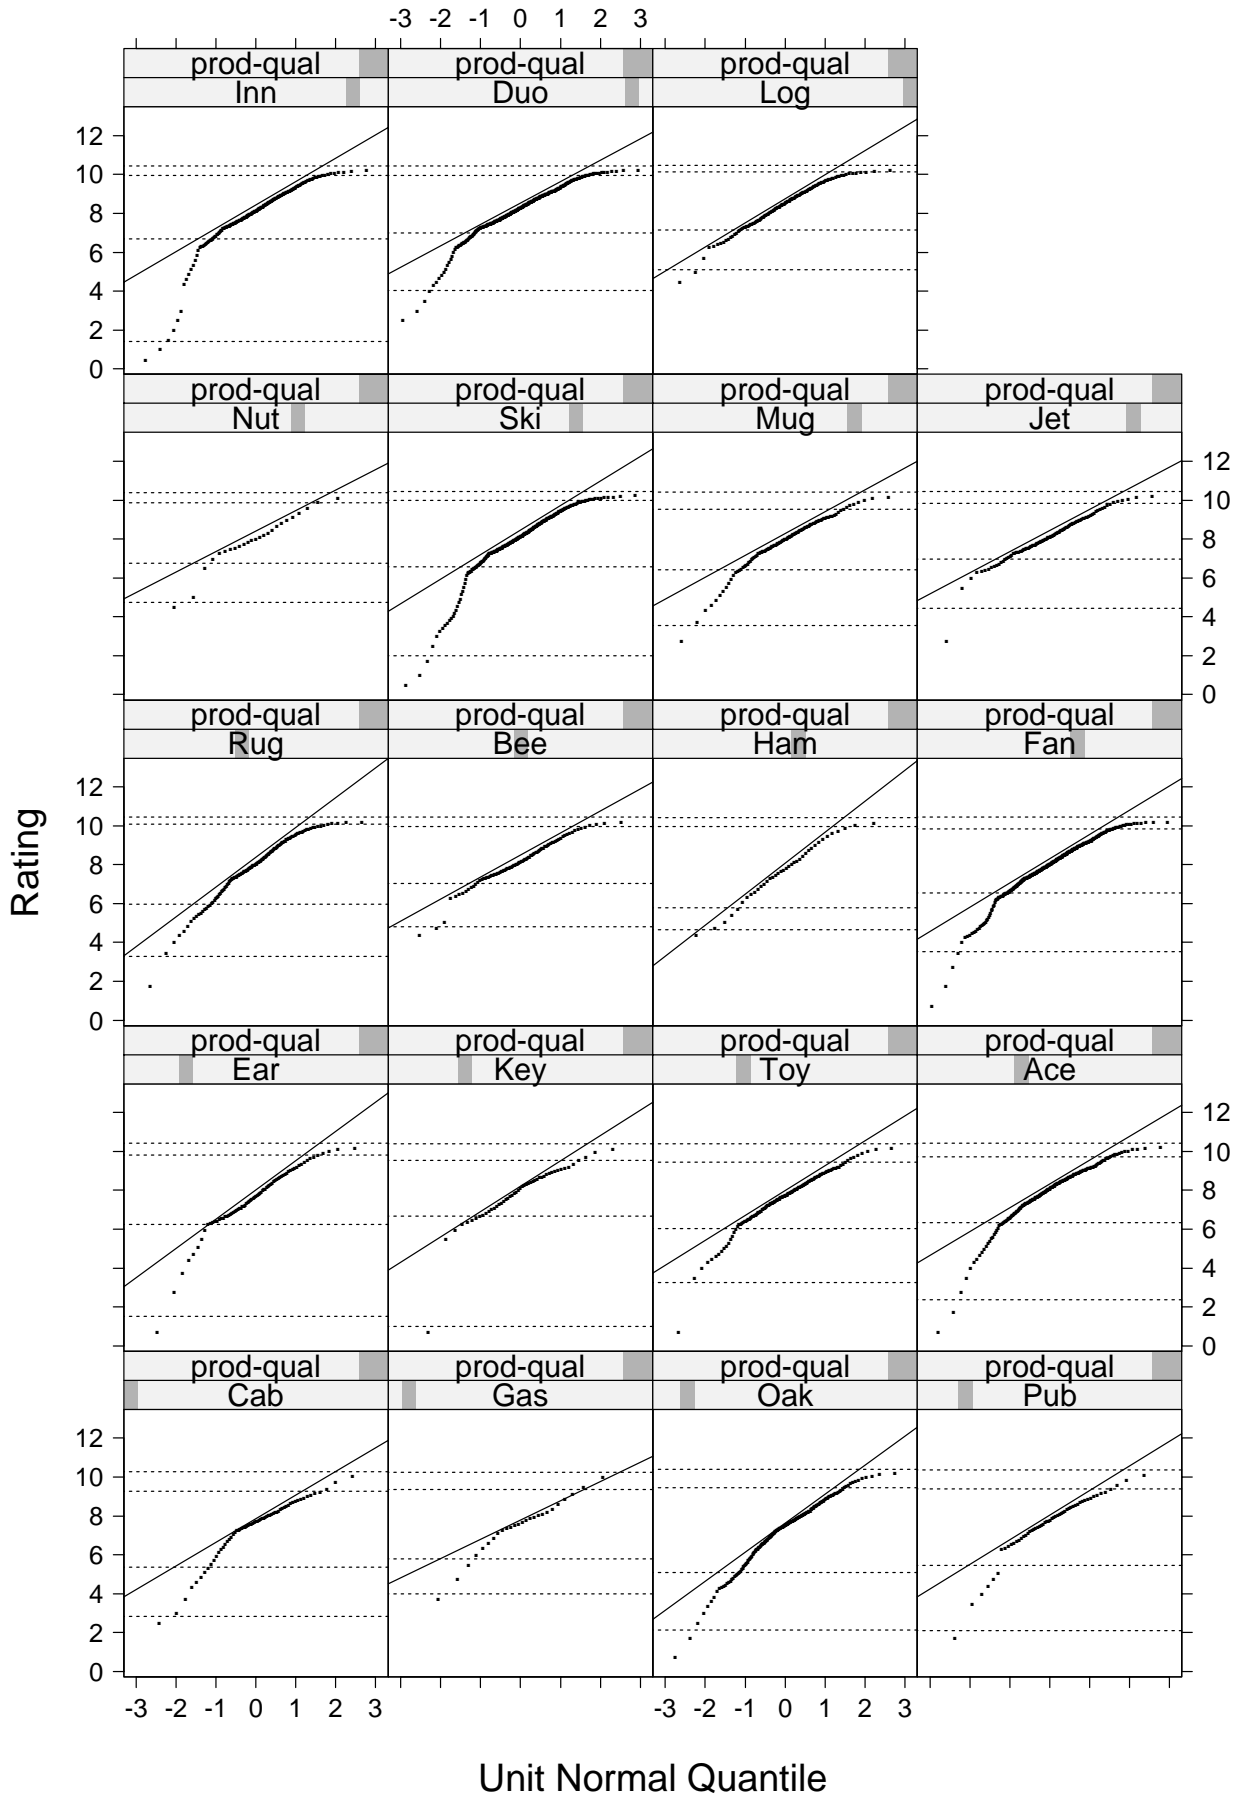 -3 -2 -1 0 1 2 3
prod-qual prod-qual prod-qual
Inn Duo Log
12
10
8
6
4
2
0
prod-qual prod-qual prod-qual prod-qual
Nut Ski Mug Jet
12
10
8
6
4
2
0
prod-qual prod-qual prod-qual prod-qual
Rug Bee Ham Fan
12
10
8
6
4
2
0
Rating
prod-qual prod-qual prod-qual prod-qual
Ear Key Toy Ace
12
10
8
6
4
2
0
prod-qual prod-qual prod-qual prod-qual
Cab Gas Oak Pub
12
10
8
6
4
2
0
-3 -2 -1 0 1 2 3 -3 -2 -1 0 1 2 3
Unit Normal Quantile